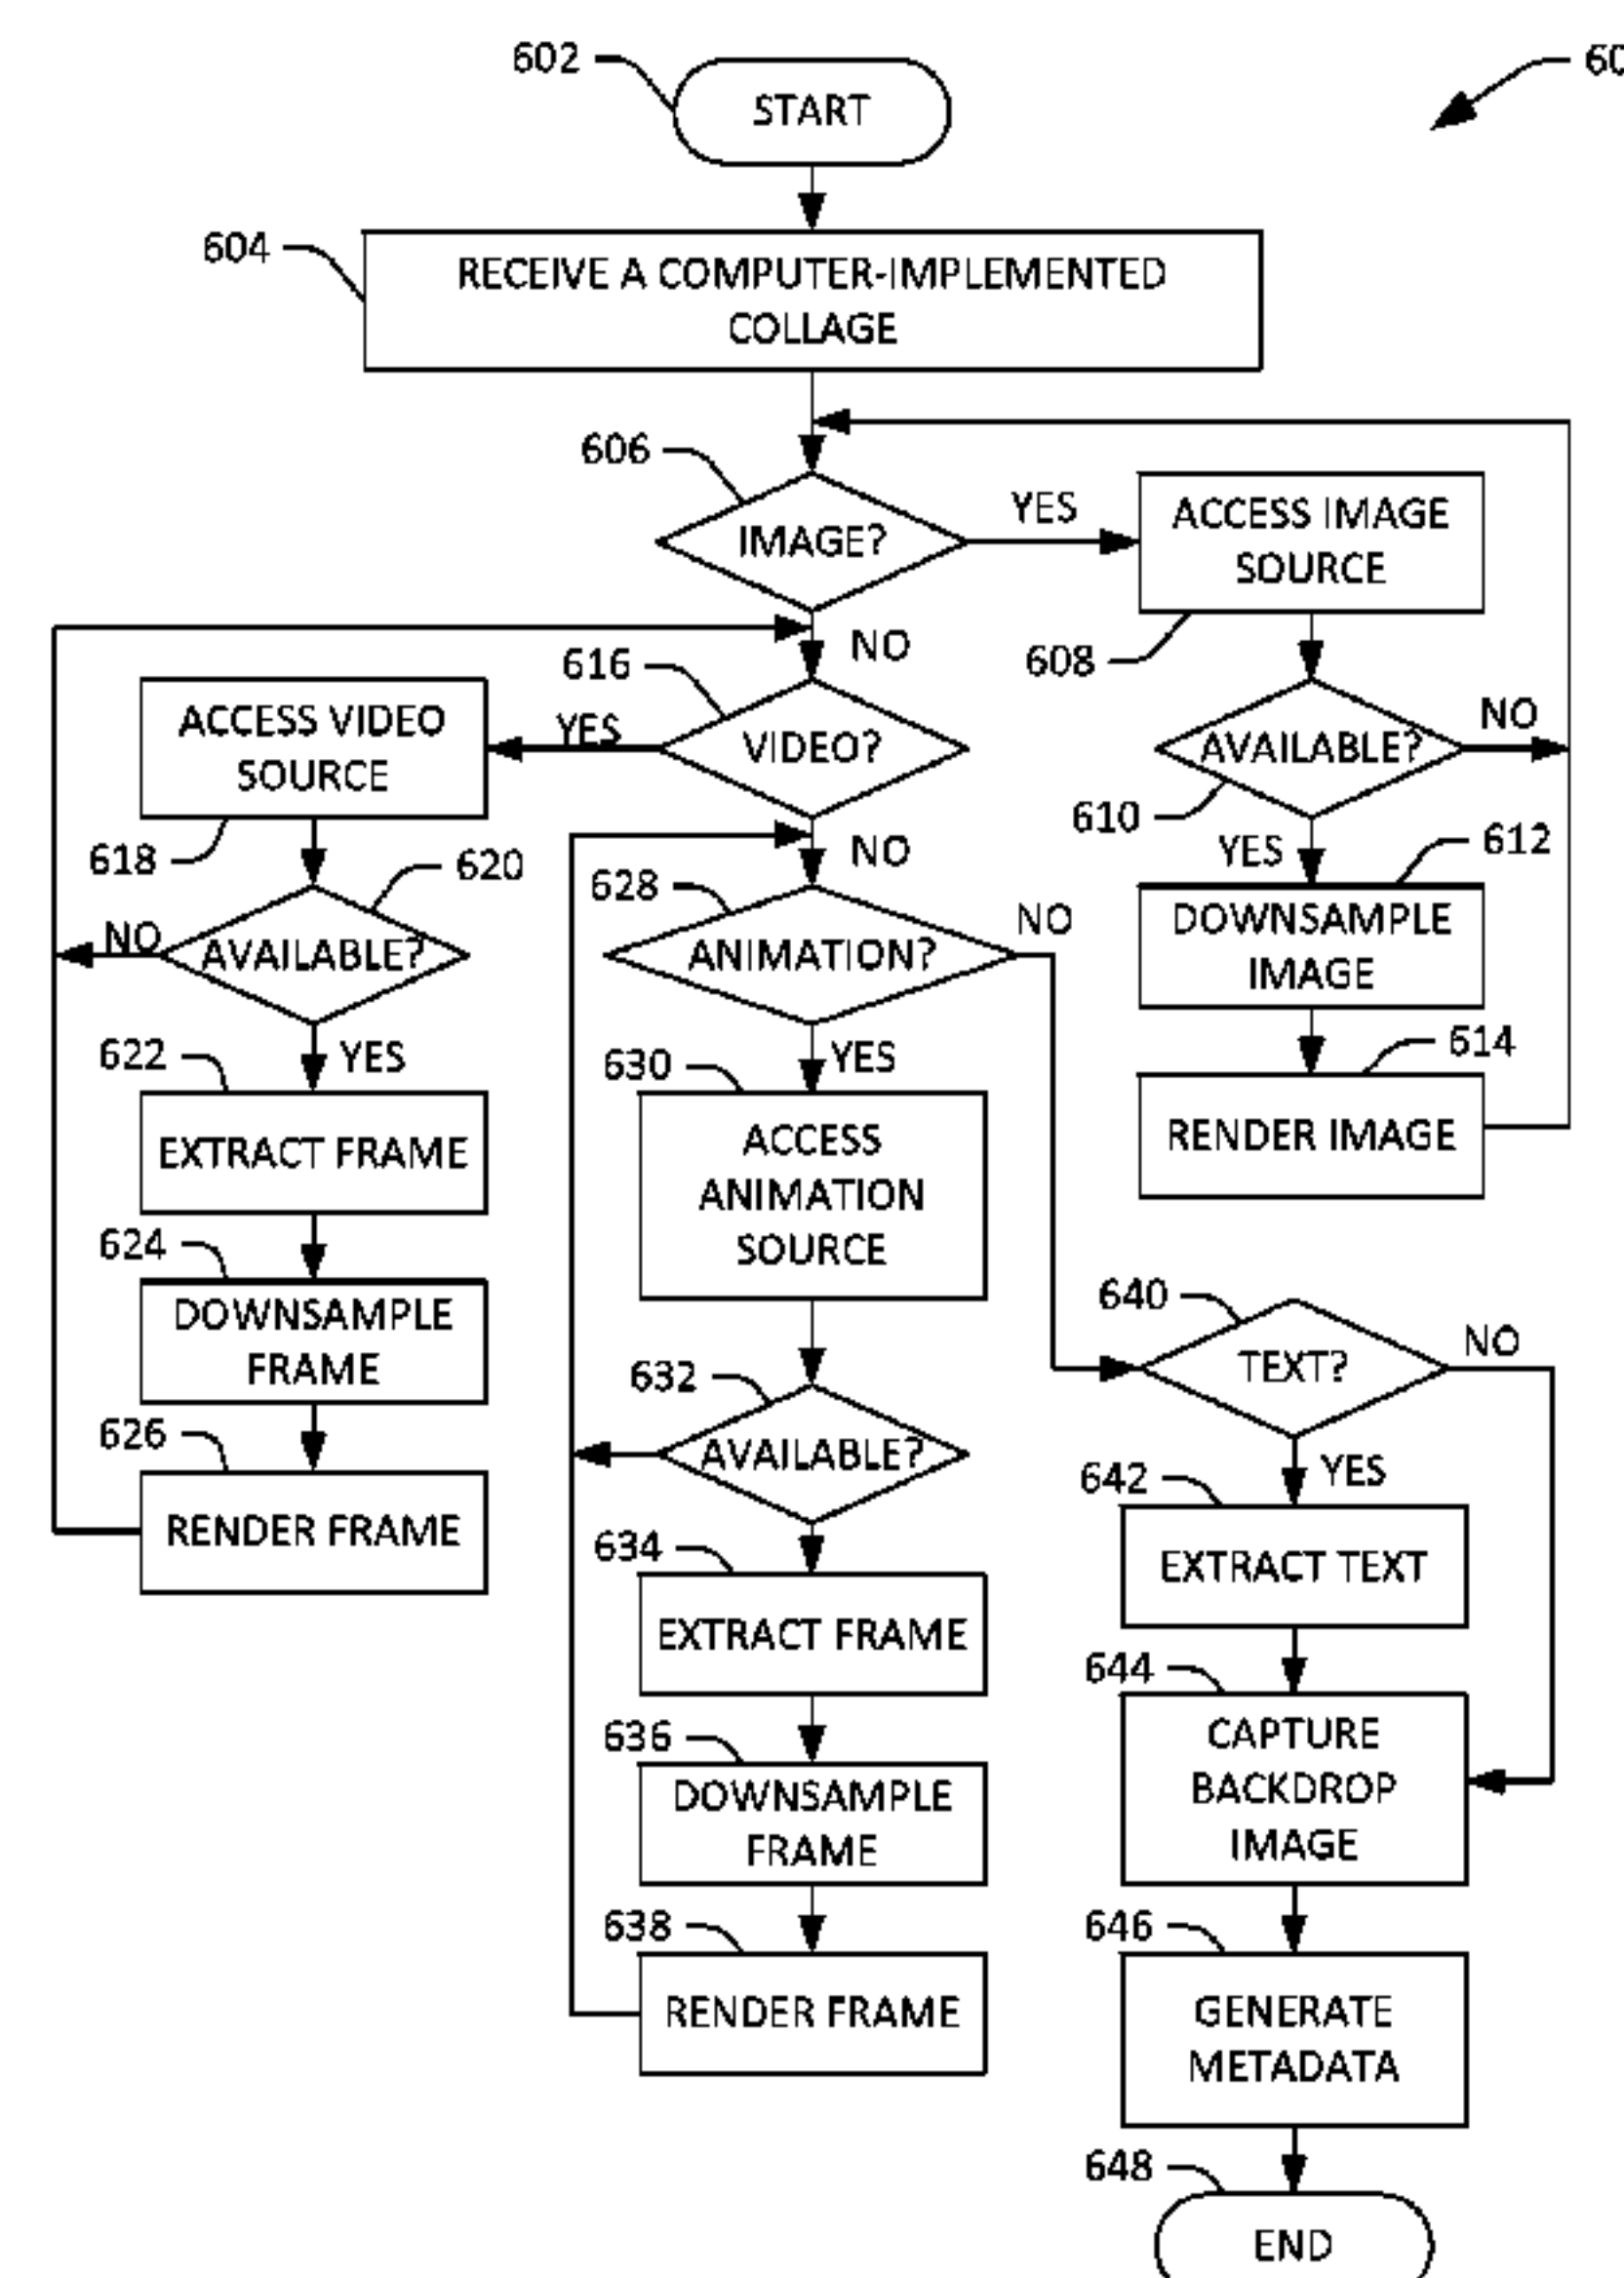 602
START
60
604
RECEIVE A COMPUTER-IMPLEMENTED
COLLAGE
606
IMAGE?
YES
ACCESS IMAGE
SOURCE
608
NO
616
VIDEO?
YES
ACCESS VIDEO
SOURCE
618
AVAILABLE?
NO
610
YES
612
DOWNSAMPLE
IMAGE
614
RENDER IMAGE
620
AVAILABLE?
NO
YES
622
EXTRACT FRAME
624
DOWNSAMPLE
FRAME
626
RENDER FRAME
NO
628
ANIMATION?
NO
YES
630
ACCESS
ANIMATION
SOURCE
632
AVAILABLE?
634
EXTRACT FRAME
636
DOWNSAMPLE
FRAME
638
RENDER FRAME
640
TEXT?
NO
YES
642
EXTRACT TEXT
644
CAPTURE
BACKDROP
IMAGE
646
GENERATE
METADATA
648
END